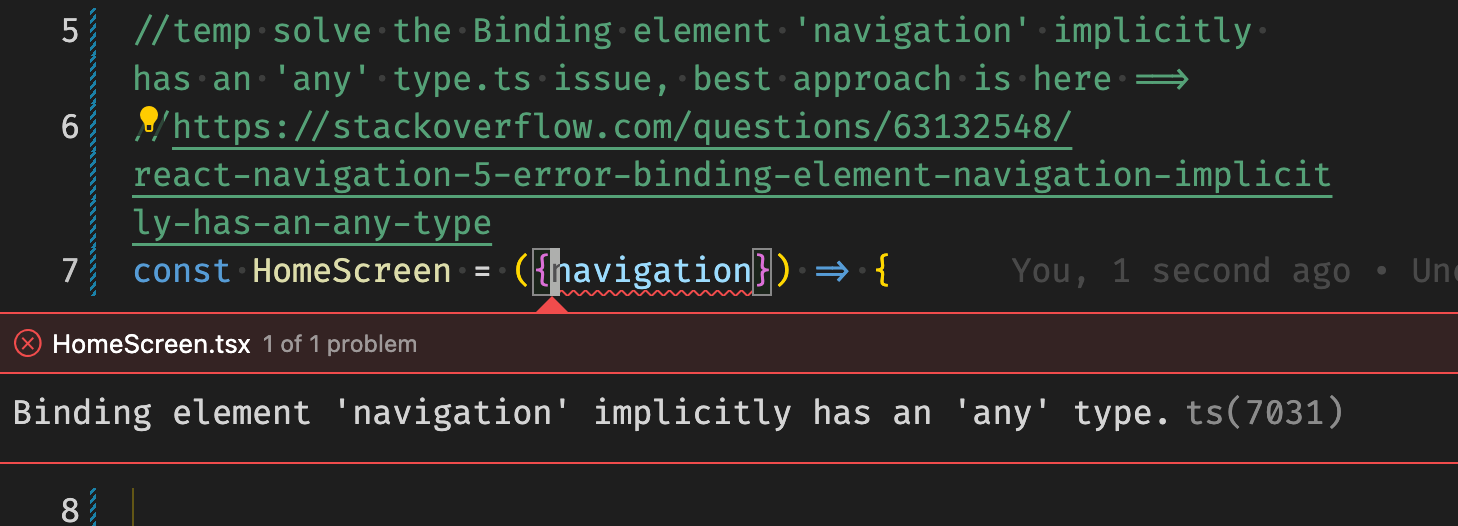 5 //temp solve the Binding element 'navigation' implicitly
has an 'any' type.ts issue, best approach is here ==>
6 //https://stackoverflow.com/questions/63132548/
react-navigation-5-error-binding-element-navigation-implicit
ly-has-an-any-type
7 const HomeScreen = ({navigation}) => { You, 1 second ago •
HomeScreen.tsx 1 of 1 problem
Binding element 'navigation' implicitly has an 'any' type. ts(7031)
8